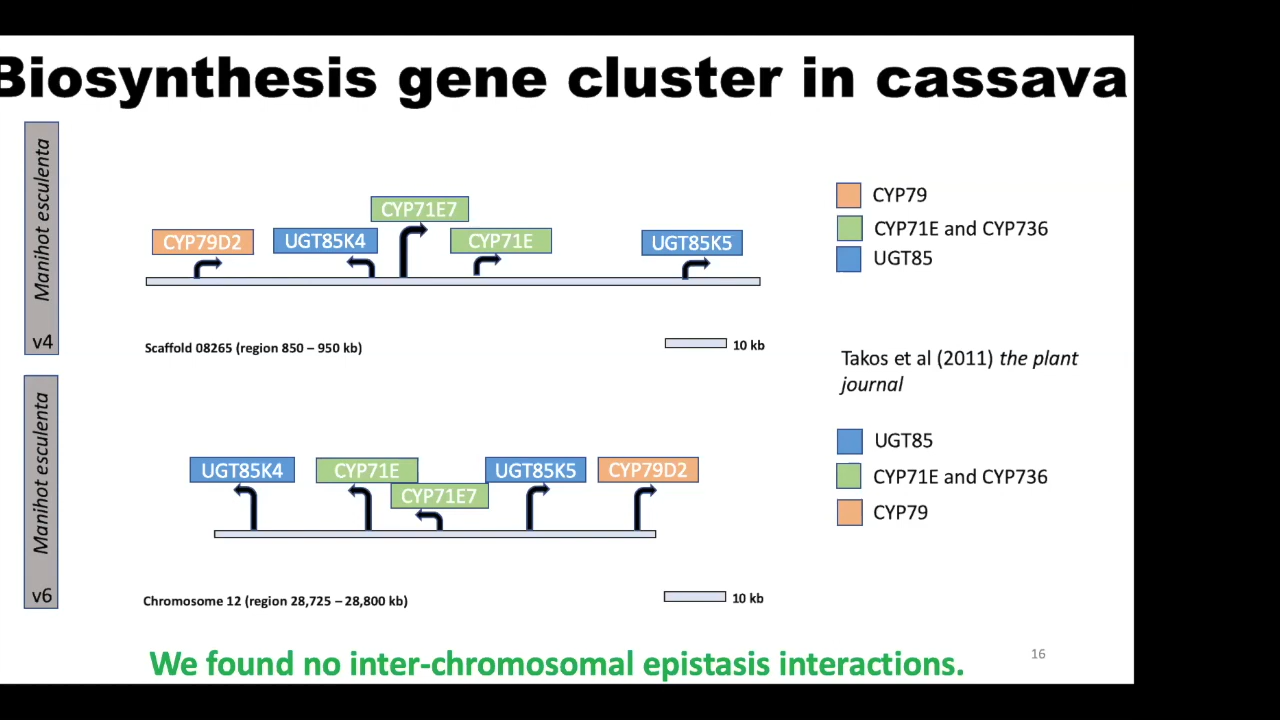 Biosynthesis gene cluster in cassava
Manihot esculenta
v4
CYP71E7
CYP79D2
UGT85K4
CYP71E
UGT85K5
Scaffold 08265 (region 850 – 950 kb)
10 kb
CYP79
CYP71E and CYP736
UGT85
Takos et al (2011) the plant
journal
Manihot esculenta
v6
UGT85K4
CYP71E
CYP71E7
UGT85K5
CYP79D2
Chromosome 12 (region 28,725 – 28,800 kb)
10 kb
UGT85
CYP71E and CYP736
CYP79
We found no inter-chromosomal epistasis interactions.
16